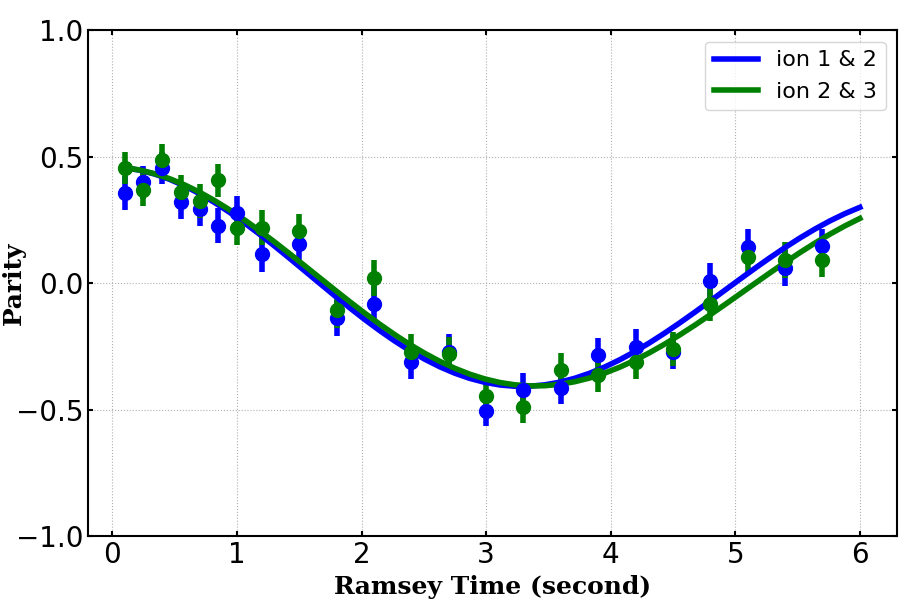 1.0
0.5
0.0
−0.5
−1.0
Parity
ion 1 & 2
ion 2 & 3
0 1 2 3 4 5 6
Ramsey Time (second)